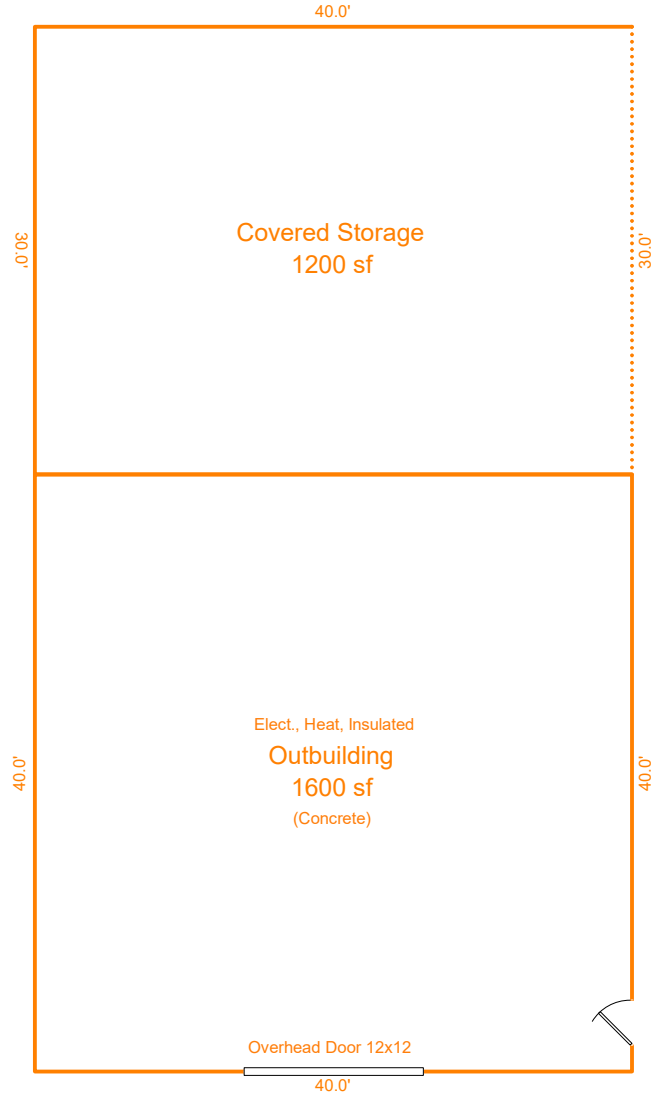 40.0'
Covered Storage
1200 sf
30.0'
30.0'
Elect., Heat, Insulated
Outbuilding
1600 sf
(Concrete)
40.0'
40.0'
Overhead Door 12x12
40.0'